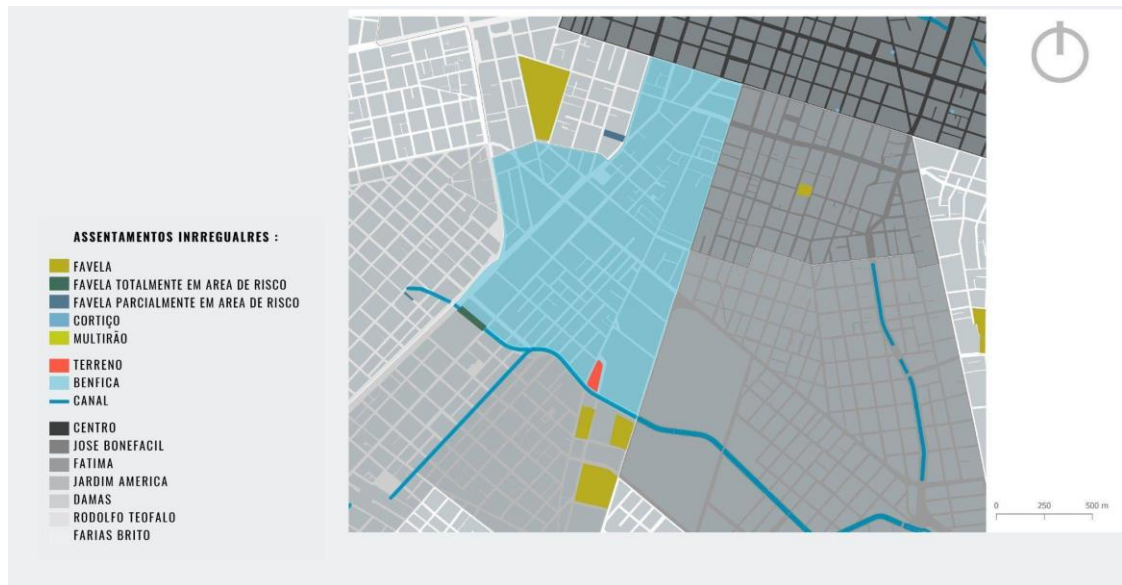 ASSENTAMENTOS INRREGUALRES :
FAVELA
FAVELA TOTALMENTE EM AREA DE RISCO
FAVELA PARCIALMENTE EM AREA DE RISCO
CORTIÇO
MULTIRÃO
TERRENO
BENFICA
CANAL
CENTRO
JOSE BONEFACIL
FATIMA
JARDIM AMERICA
DAMAS
RODOLFO TEOFALO
FARIAS BRITO
0 250 500 m